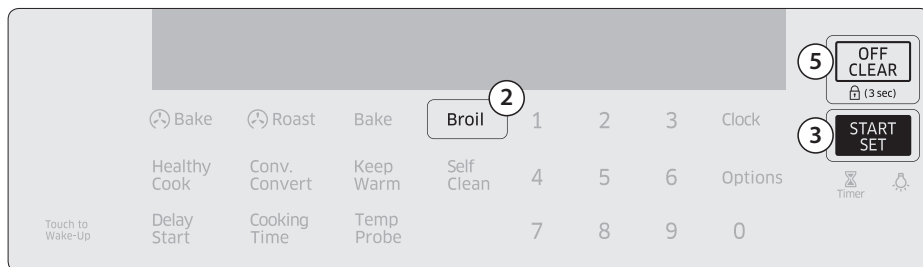 5
OFF
CLEAR
(3 sec)
2
Bake
Roast
Bake
Broil
1
2
3
Clock
3
START
SET
Healthy
Cook
Conv.
Convert
Keep
Warm
Self
Clean
4
5
6
Options
Timer
Touch to
Wake-Up
Delay
Start
Cooking
Time
Temp
Probe
7
8
9
0